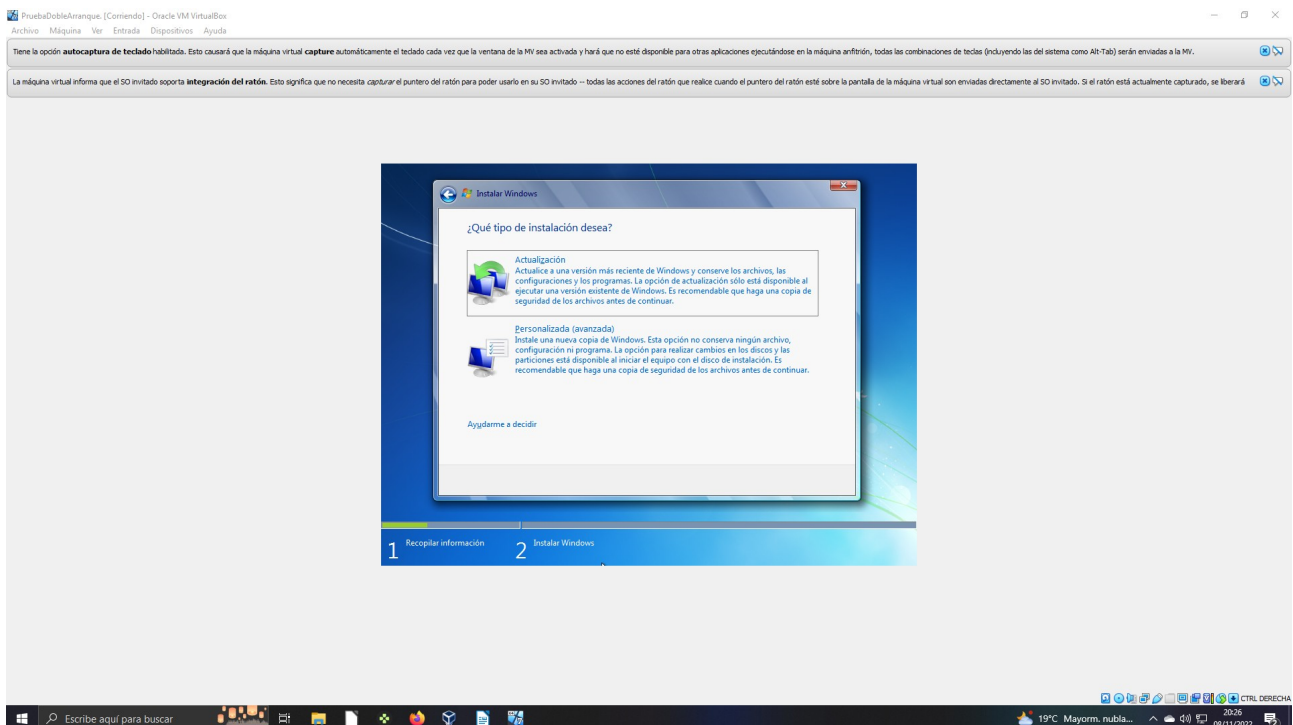 PruebaDobleArranque. [Corriendo] - Oracle VM VirtualBox
Archivo Máquina Ver Entrada Dispositivos Ayuda
Tiene la opción autocaptura de teclado habilitada. Esto causará que la máquina virtual capture automáticamente el teclado cada vez que la ventana de la MV sea activada y hará que no esté disponible para otras aplicaciones ejecutándose en la máquina anfitrión, todas las combinaciones de teclas (incluyendo las del sistema como Alt-Tab) serán enviadas a la MV.
La máquina virtual informa que el SO invitado soporta integración del ratón. Esto significa que no necesita capturar el puntero del ratón para poder usarlo en su SO invitado -- todas las acciones del ratón que realice cuando el puntero del ratón esté sobre la pantalla de la máquina virtual son enviadas directamente al SO invitado. Si el ratón está actualmente capturado, se liberará
Instalar Windows
¿Qué tipo de instalación desea?
Actualización
Actualice a una versión más reciente de Windows y conserve los archivos, las
configuraciones y los programas. La opción de actualización sólo está disponible al
ejecutar una versión existente de Windows. Es recomendable que haga una copia de
seguridad de los archivos antes de continuar.
Personalizada (avanzada)
Instale una nueva copia de Windows. Esta opción no conserva ningún archivo,
configuración ni programa. La opción para realizar cambios en los discos y las
particiones está disponible al iniciar el equipo con el disco de instalación. Es
recomendable que haga una copia de seguridad de los archivos antes de continuar.
Ayudarme a decidir
1 Recopilar información 2 Instalar Windows
CTRL DERECHA
Escribe aquí para buscar
19°C Mayorm. nubla...
20:26
09/11/2022